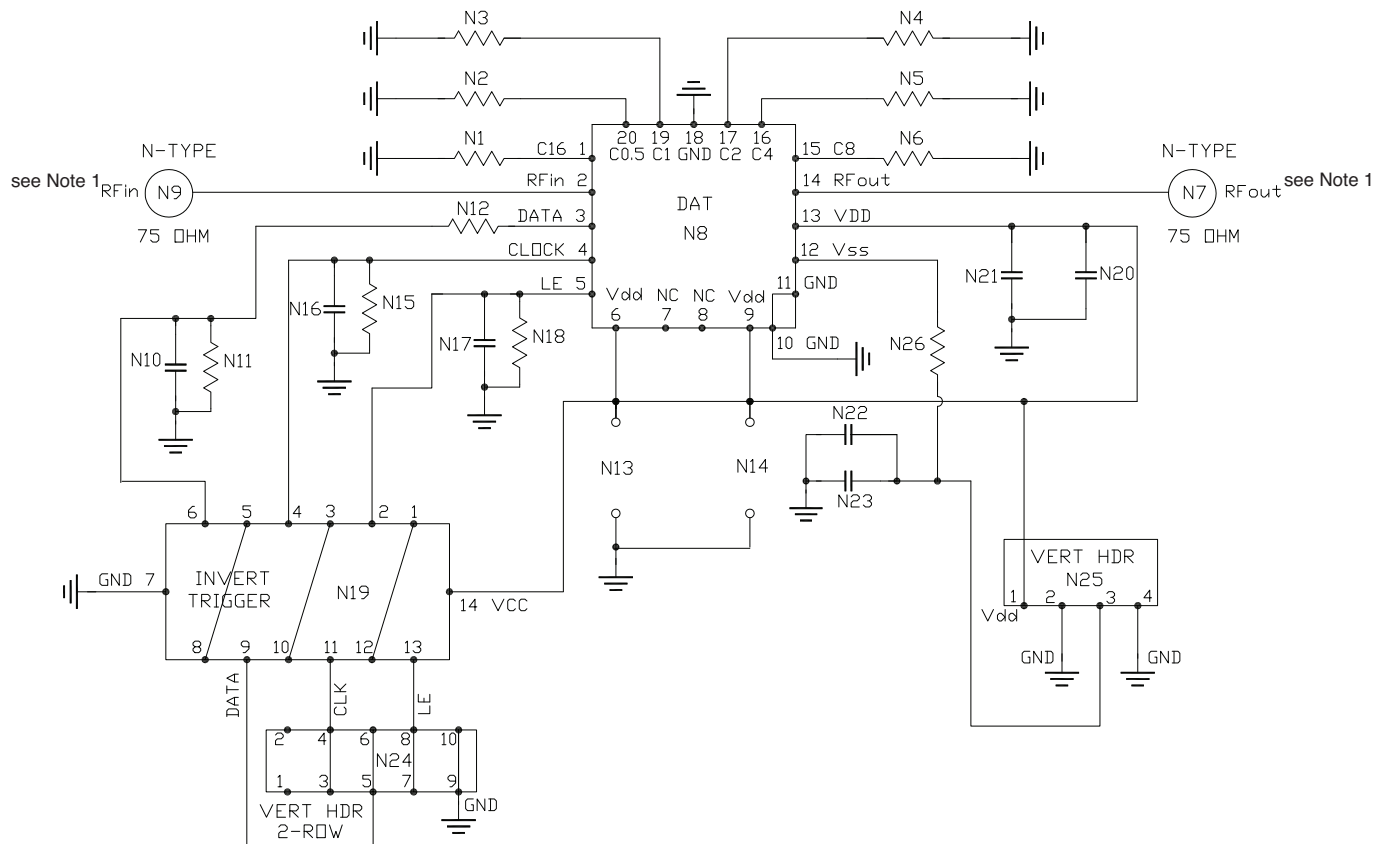 N3
N4
N2
N5
20 19 18 17 16
C0.5 C1 GND C2 C4
N1
C16 1
15 C8
N6
N-TYPE
N-TYPE
see Note 1
RFin
N9
RFin 2
14 RFout
N7
RFout
see Note 1
75 OHM
75 OHM
DAT
N8
N12
DATA 3
13 VDD
CLOCK 4
12 Vss
LE 5
11 GND
Vdd NC NC Vdd
6 7 8 9
10 GND
N21
N20
N16
N15
N17
N18
N10
N11
N26
N22
N23
N13
N14
6 5 4 3 2 1
GND 7
INVERT
TRIGGER
N19
14 VCC
8 9 10 11 12 13
VERT HDR
N25
1 2 3 4
Vdd
GND
GND
DATA
CLK
LE
2 4 6 8 10
N24
1 3 5 7 9
GND
VERT HDR
2-ROW